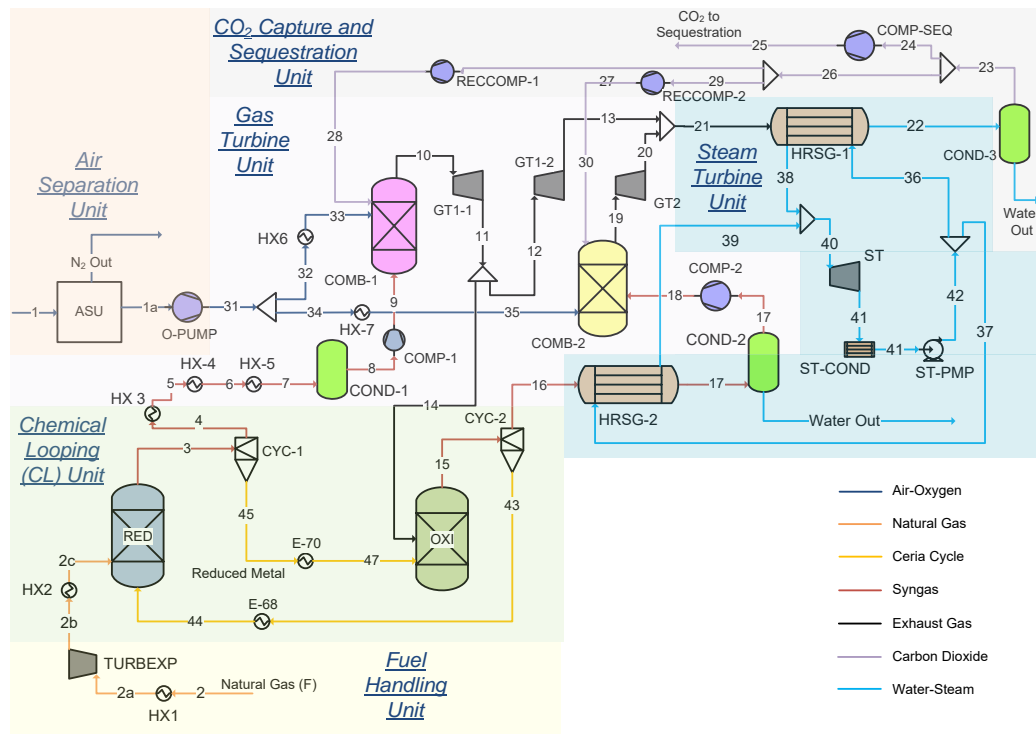 CO2 to
Sequestration
CO2 Capture and
Sequestration
Unit
COMP-SEQ
25
24
RECCOMP-1
27
29
26
23
RECCOMP-2
Gas
Turbine
Unit
28
13
21
22
HRSG-1
COND-3
Air
Separation
Unit
10
30
20
Steam
Turbine
Unit
38
36
GT1-1
GT1-2
GT2
33
19
Water
Out
HX6
39
N2 Out
11
12
40
ST
32
COMB-1
COMP-2
42
1
ASU
1a
31
9
18
41
37
34
HX-7
35
17
O-PUMP
COMB-2
COND-2
HX-4
HX-5
8
COMP-1
41
ST-COND
ST-PMP
5
6
7
COND-1
HX 3
14
CYC-2
16
17
HRSG-2
4
Water Out
Chemical
Looping
(CL) Unit
3
CYC-1
15
43
45
RED
OXI
E-70
2c
47
Reduced Metal
HX2
E-68
44
2b
TURBEXP
Fuel
Handling
Unit
Natural Gas (F)
2a
2
HX1
Air-Oxygen
Natural Gas
Ceria Cycle
Syngas
Exhaust Gas
Carbon Dioxide
Water-Steam